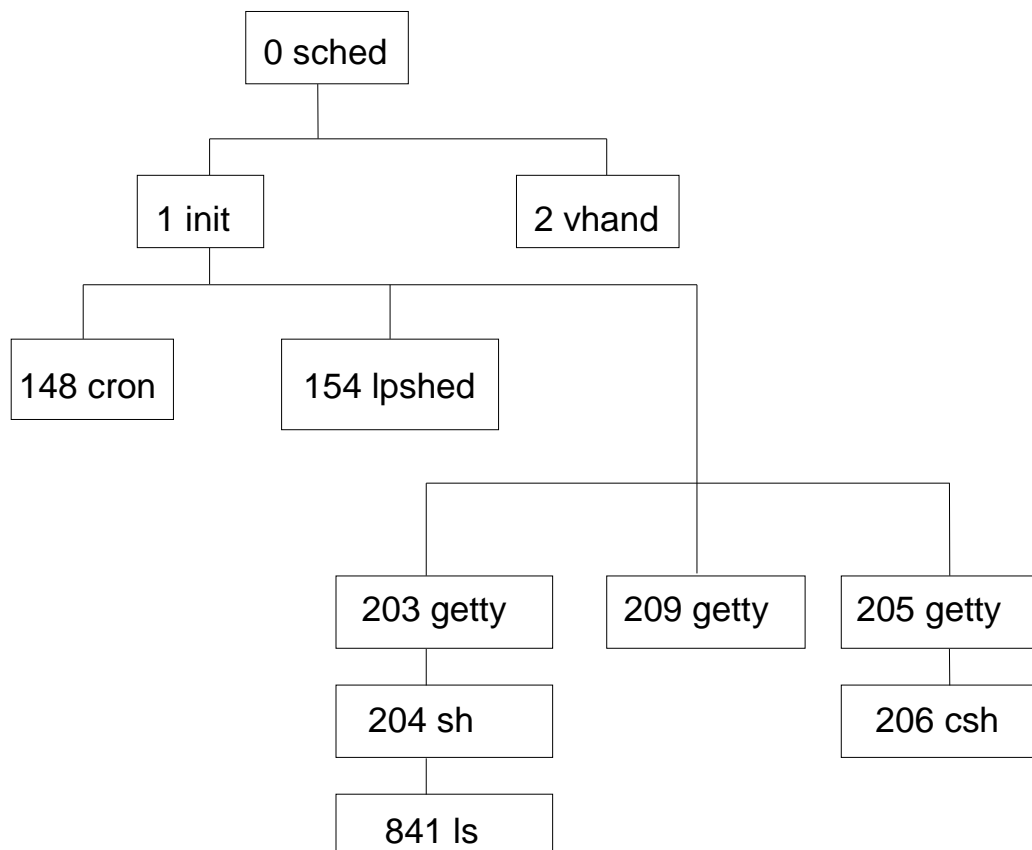 0 sched
1 init
2 vhand
148 cron
154 lpshed
203 getty
209 getty
205 getty
204 sh
206 csh
841 ls